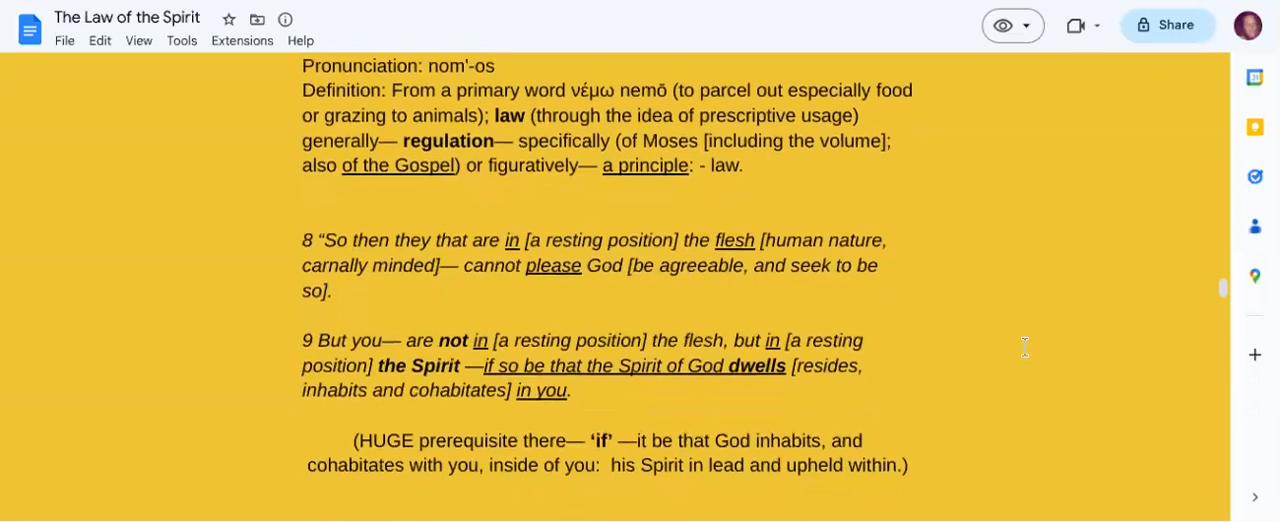 The Law of the Spirit
File Edit View Tools Extensions Help
Share
Pronunciation: nom'-os
Definition: From a primary word νέμω nemō (to parcel out especially food
or grazing to animals); law (through the idea of prescriptive usage)
generally— regulation— specifically (of Moses [including the volume];
also of the Gospel) or figuratively— a principle: - law.
8 “So then they that are in [a resting position] the flesh [human nature,
carnally minded]— cannot please God [be agreeable, and seek to be
so].
9 But you— are not in [a resting position] the flesh, but in [a resting
position] the Spirit —if so be that the Spirit of God dwells [resides,
inhabits and cohabitates] in you.
(HUGE prerequisite there— ‘if’ —it be that God inhabits, and
cohabitates with you, inside of you:  his Spirit in lead and upheld within.)